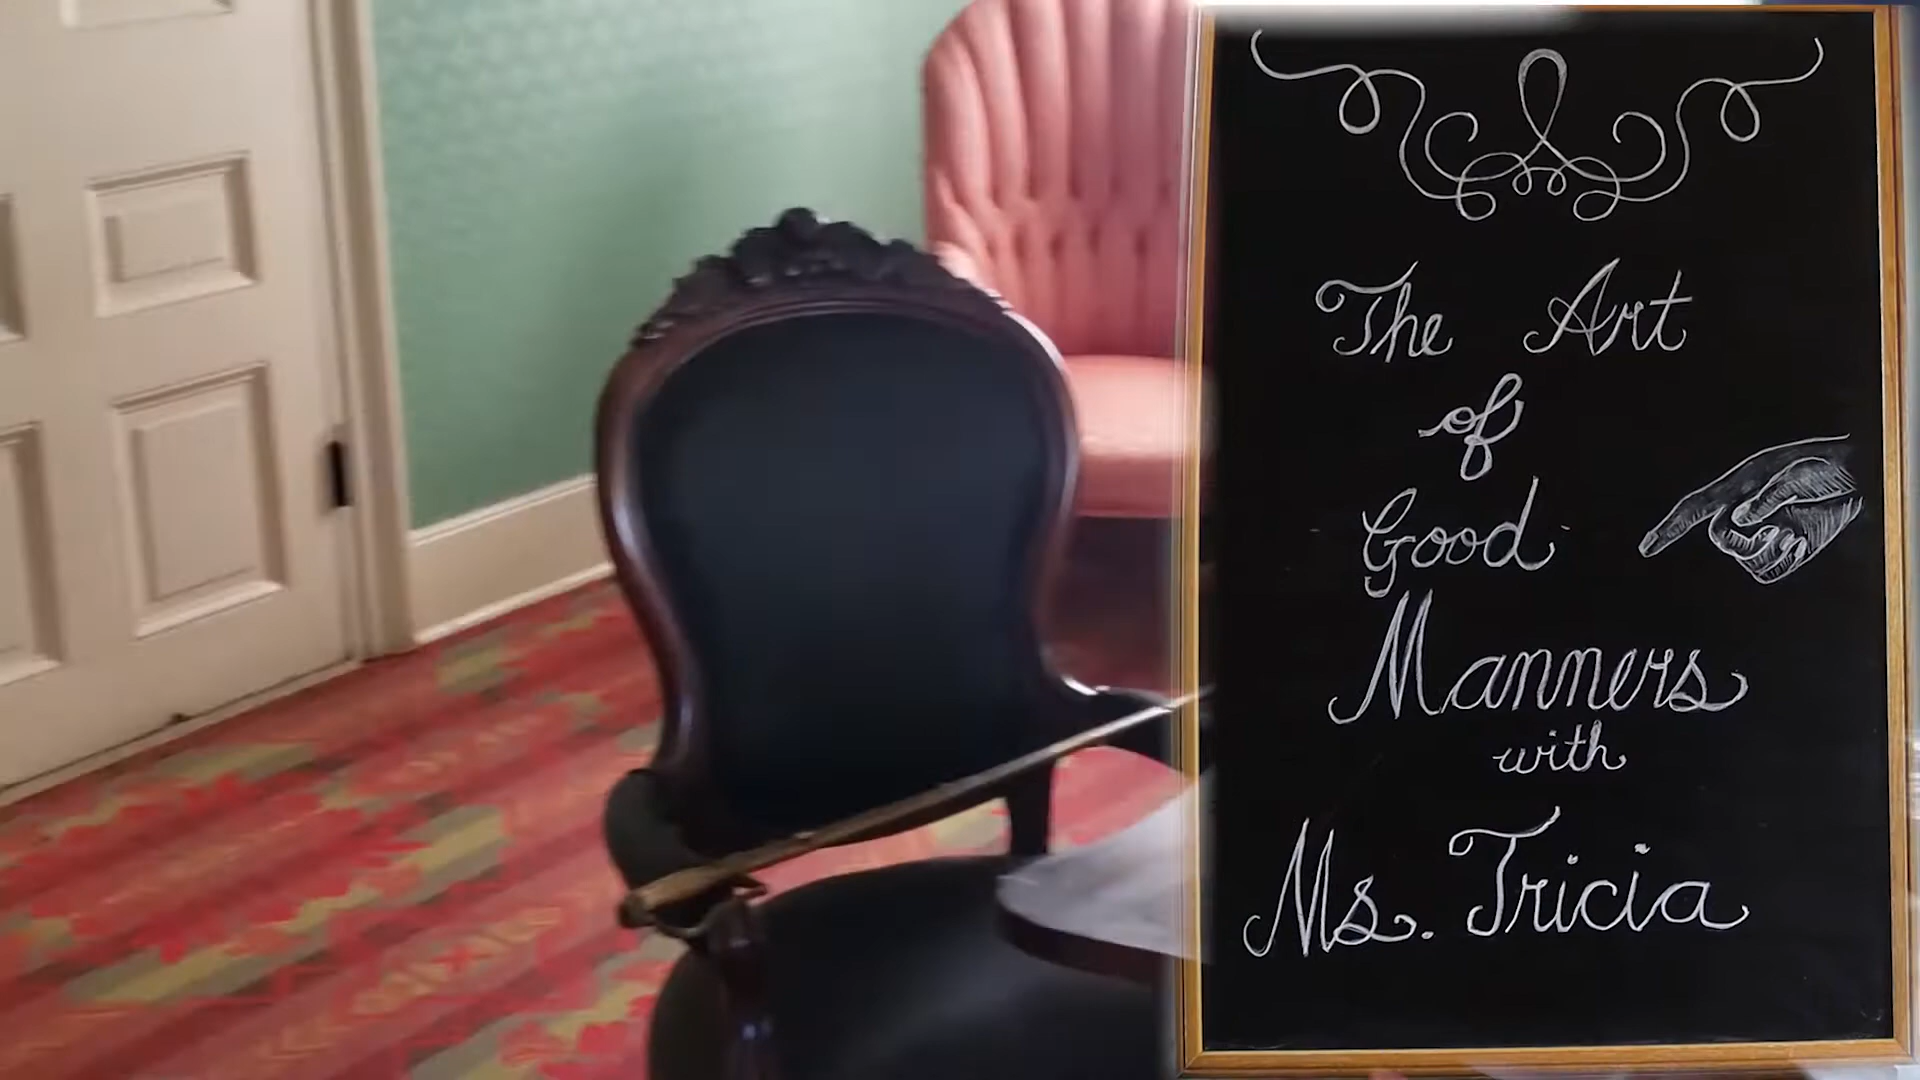 The Art
of
Good
Manners
with
Ms. Tricia